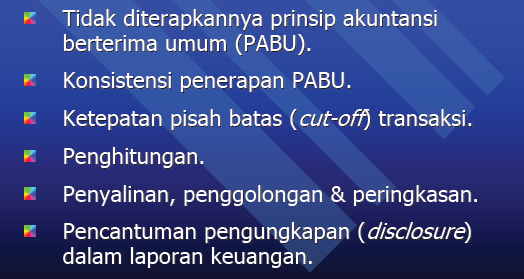 Tidak diterapkannya prinsip akuntansi
berterima umum (PABU).
Konsistensi penerapan PABU.
Ketepatan pisah batas (cut-off) transaksi.
Penghitungan.
Penyalinan, penggolongan & peringkasan.
Pencantuman pengungkapan (disclosure)
dalam laporan keuangan.